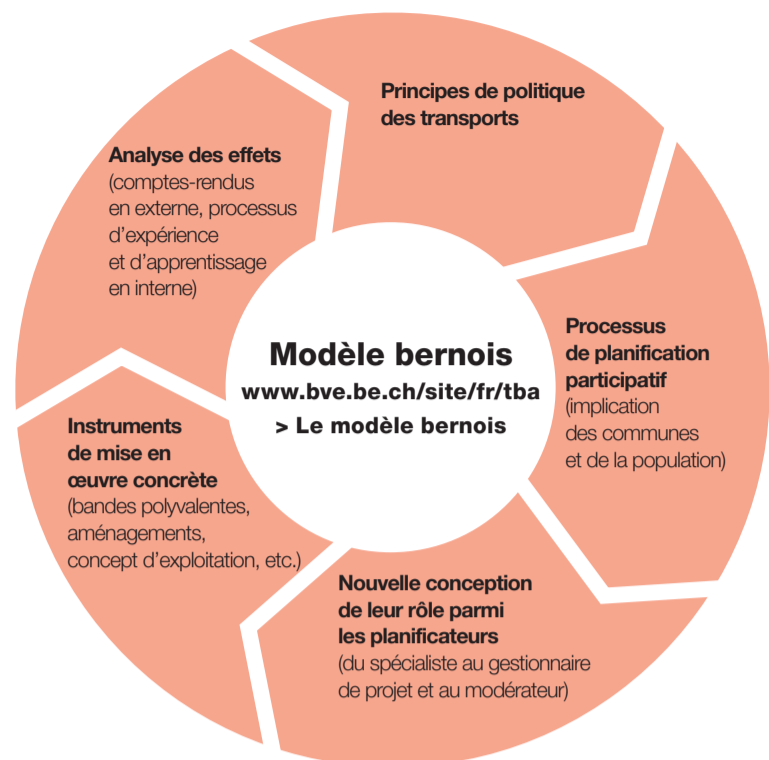 Principes de politique
des transports
Processus
de planification
participatif
(implication
des communes
et de la population)
Nouvelle conception
de leur rôle parmi
les planificateurs
(du spécialiste au gestionnaire
de projet et au modérateur)
Instruments
de mise en
œuvre concrète
(bandes polyvalentes,
aménagements,
concept d’exploitation, etc.)
Analyse des effets
(comptes-rendus
en externe, processus
d’expérience
et d’apprentissage
en interne)
Modèle bernois
www.bve.be.ch/site/fr/tba
> Le modèle bernois